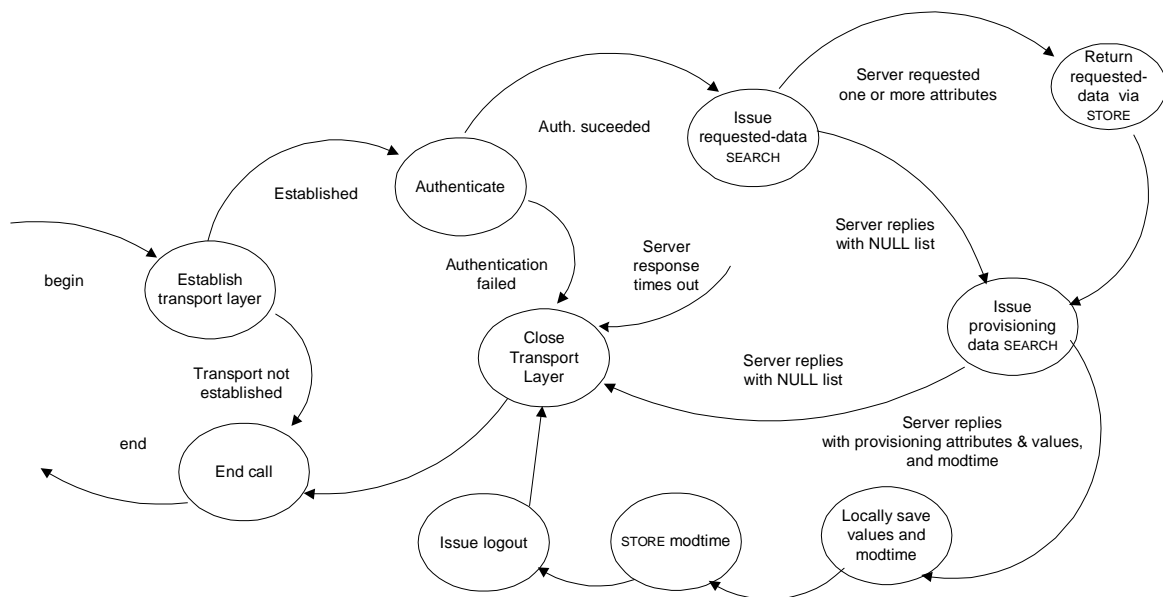 Return
requested-
data via
STORE
Server requested
one or more attributes
Issue
requested-data
SEARCH
Auth. suceeded
Authenticate
Established
Server replies
with NULL list
Server
response
times out
Authentication
failed
begin
Establish
transport layer
Issue
provisioning
data SEARCH
Close
Transport
Layer
Server replies
with NULL list
Transport not
established
Server replies
with provisioning attributes & values,
and modtime
end
End call
Issue logout
STORE modtime
Locally save
values and
modtime